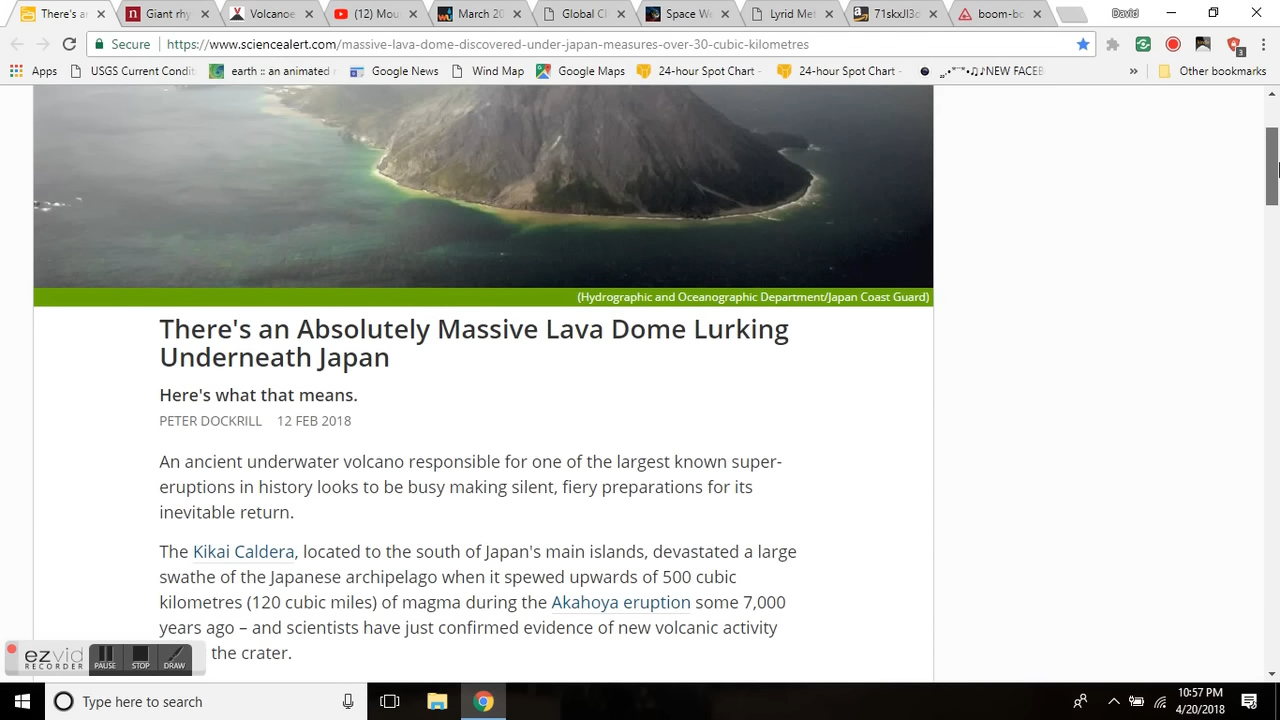 There's a
Giant rh
Volcanoe
(12) Mou
March 20
Global Cl
Space We
Lyrid Met
boom-bo
David
Secure
https://www.sciencealert.com/massive-lava-dome-discovered-under-japan-measures-over-30-cubic-kilometres
3
Apps
USGS Current Condit
earth :: an animated
Google News
Wind Map
Google Maps
24-hour Spot Chart -
24-hour Spot Chart -
NEW FACEB
»
Other bookmarks
(Hydrographic and Oceanographic Department/Japan Coast Guard)
There's an Absolutely Massive Lava Dome Lurking
Underneath Japan
Here's what that means.
PETER DOCKRILL 12 FEB 2018
An ancient underwater volcano responsible for one of the largest known super-
eruptions in history looks to be busy making silent, fiery preparations for its
inevitable return.
The Kikai Caldera, located to the south of Japan's main islands, devastated a large
swathe of the Japanese archipelago when it spewed upwards of 500 cubic
kilometres (120 cubic miles) of magma during the Akahoya eruption some 7,000
years ago – and scientists have just confirmed evidence of new volcanic activity
the crater.
ezvid
RECORDER
PAUSE
STOP
DRAW
Type here to search
10:57 PM
4/20/2018